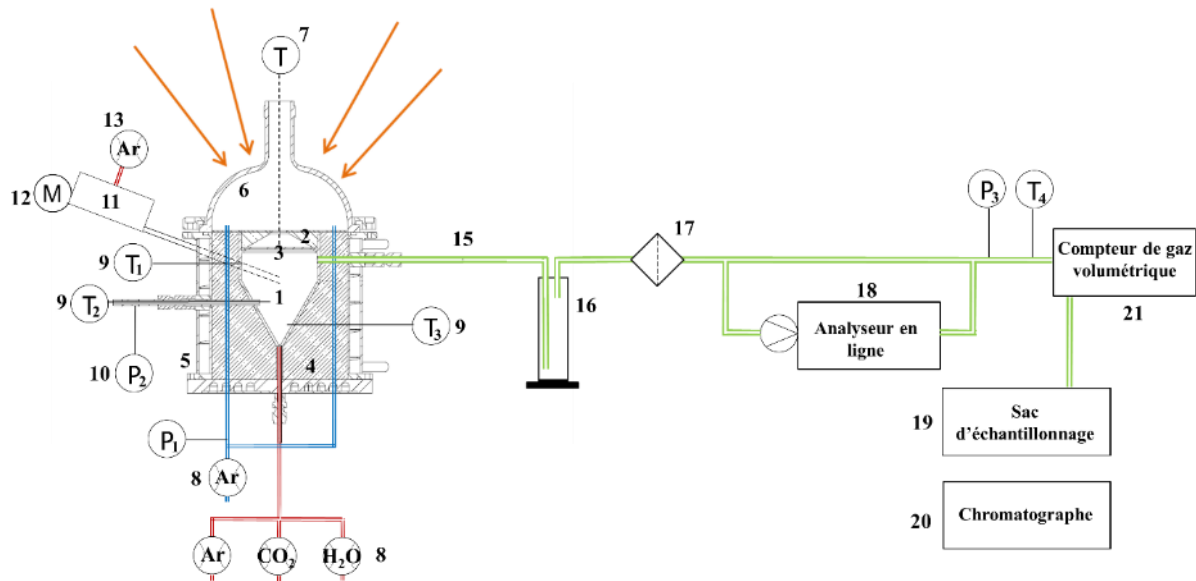 7
T
13
Ar
12
M
11
6
2
3
15
17
P3
T4
Compteur de gaz
volumétrique
9
T1
1
16
18
21
9
T2
T3
9
Analyseur en
ligne
10
P2
5
4
19
Sac
d'échantillonnage
P1
8
Ar
20
Chromatographe
Ar
CO2
H2O
8